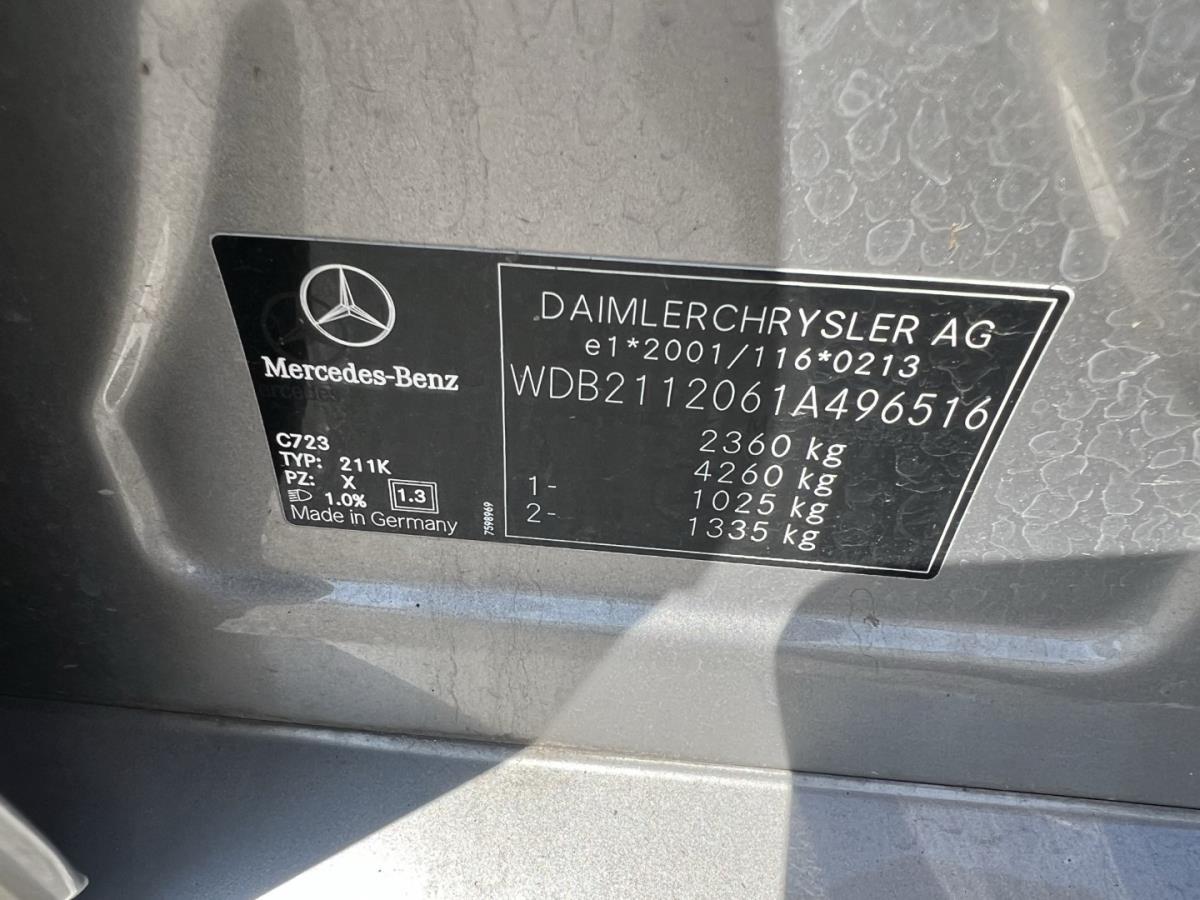 Mercedes-Benz
C723
TYP: 211K
PZ: X
1.0% 1.3
Made in Germany
7598969
DAIMLERCHRYSLER AG
e1*2001/116*0213
WDB2112061A496516
2360 kg
4260 kg
1- 1025 kg
2- 1335 kg